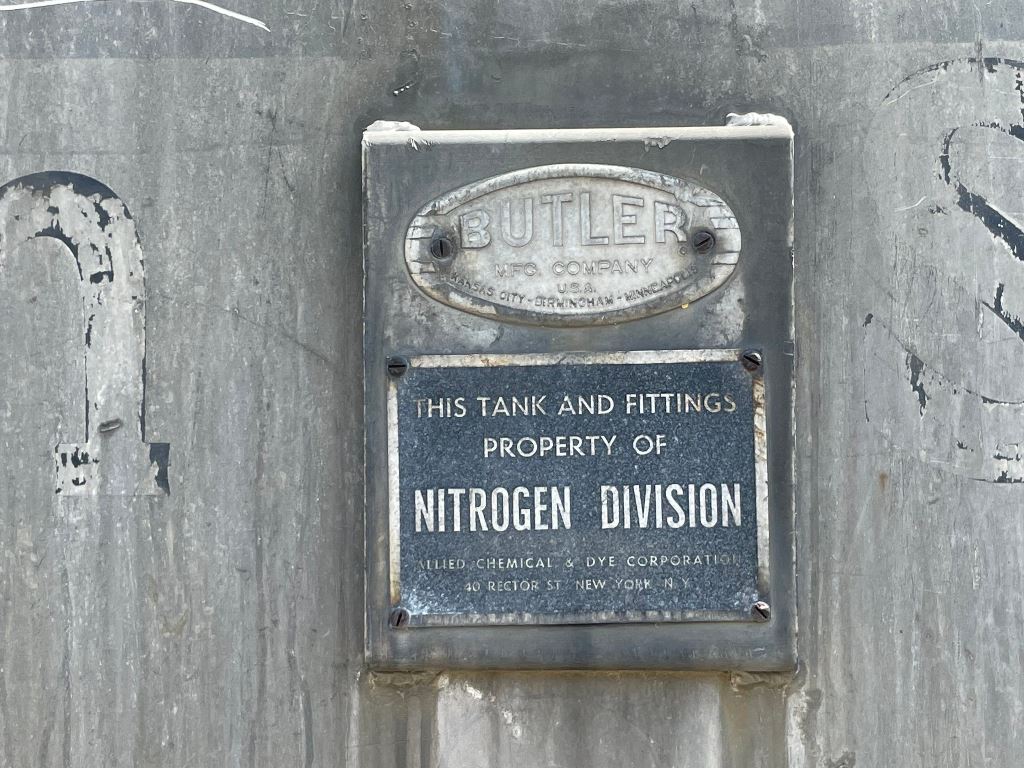 BUTLER
MFG. COMPANY
U.S.A.
KANSAS CITY - BIRMINGHAM - MINNEAPOLIS
THIS TANK AND FITTINGS
PROPERTY OF
NITROGEN DIVISION
ALLIED CHEMICAL & DYE CORPORATION
40 RECTOR ST. NEW YORK N.Y.